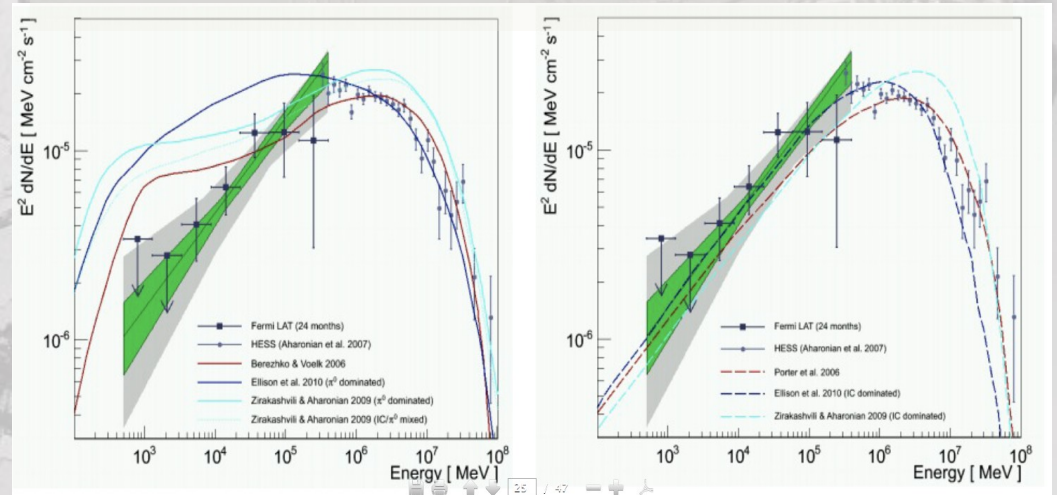 E² dN/dE [ MeV cm⁻² s⁻¹ ]
10⁻⁵
10⁻⁶
Fermi LAT (24 months)
HESS (Aharonian et al. 2007)
Berezhko & Voelk 2006
Ellison et al. 2010 (π⁰ dominated)
Zirakashvili & Aharonian 2009 (π⁰ dominated)
Zirakashvili & Aharonian 2009 (IC/π⁰ mixed)
10³ 10⁴ 10⁵ 10⁶ 10⁷ 10⁸
Energy [ MeV ]
E² dN/dE [ MeV cm⁻² s⁻¹ ]
10⁻⁵
10⁻⁶
Fermi LAT (24 months)
HESS (Aharonian et al. 2007)
Porter et al. 2006
Ellison et al. 2010 (IC dominated)
Zirakashvili & Aharonian 2009 (IC dominated)
10³ 10⁴ 10⁵ 10⁶ 10⁷ 10⁸
Energy [ MeV ]
26 / 47